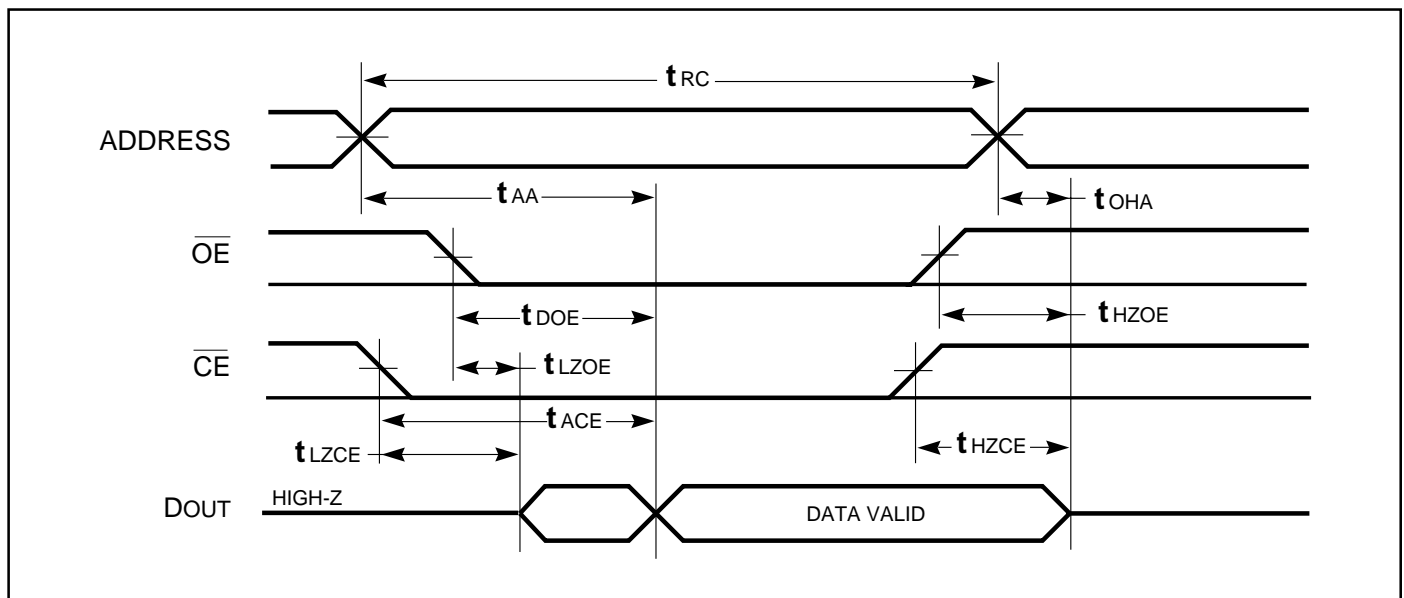 tRC
ADDRESS
tAA
tOHA
OE
tDOE
tHZOE
CE
tLZOE
tACE
tLZCE
tHZCE
DOUT
HIGH-Z
DATA VALID